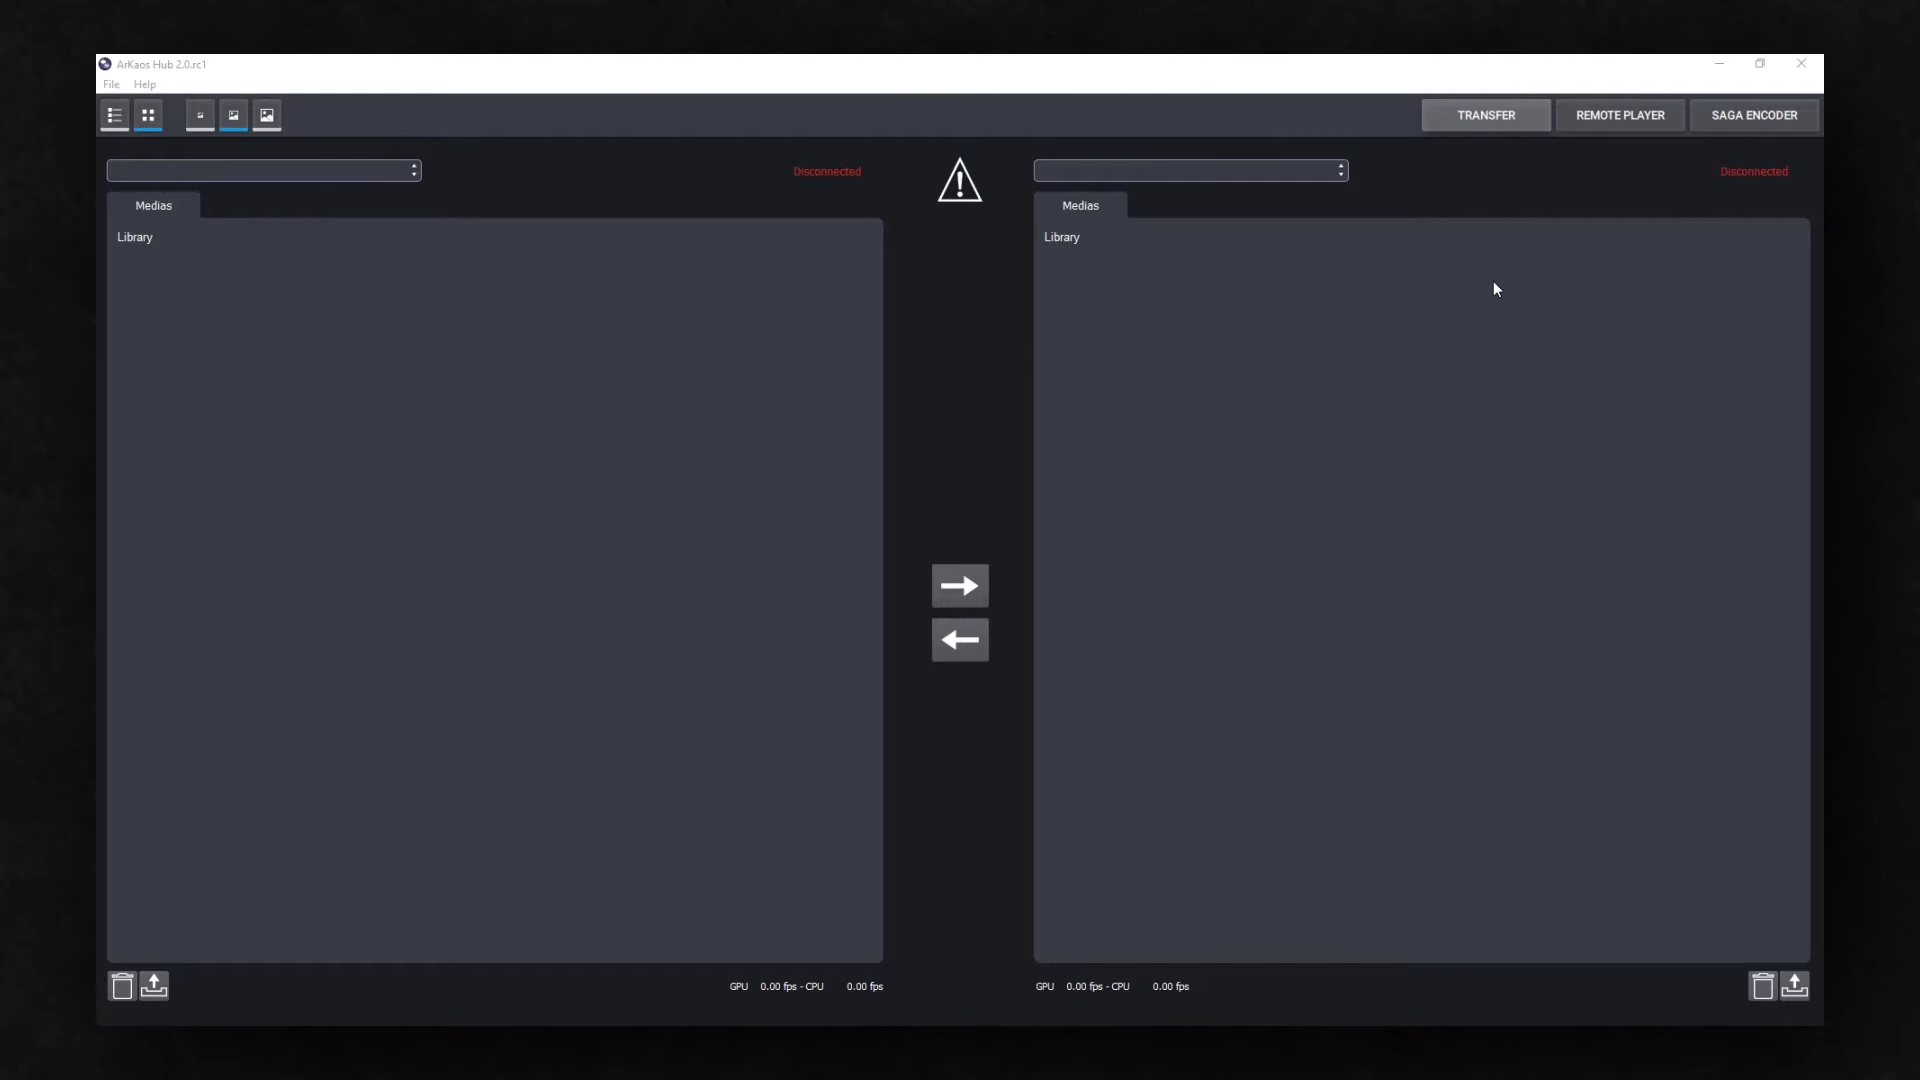 ArKaos Hub 2.0.rc1
File Help
TRANSFER REMOTE PLAYER SAGA ENCODER
Disconnected Disconnected
Medias Medias
Library Library
GPU 0.00 fps - CPU 0.00 fps GPU 0.00 fps - CPU 0.00 fps